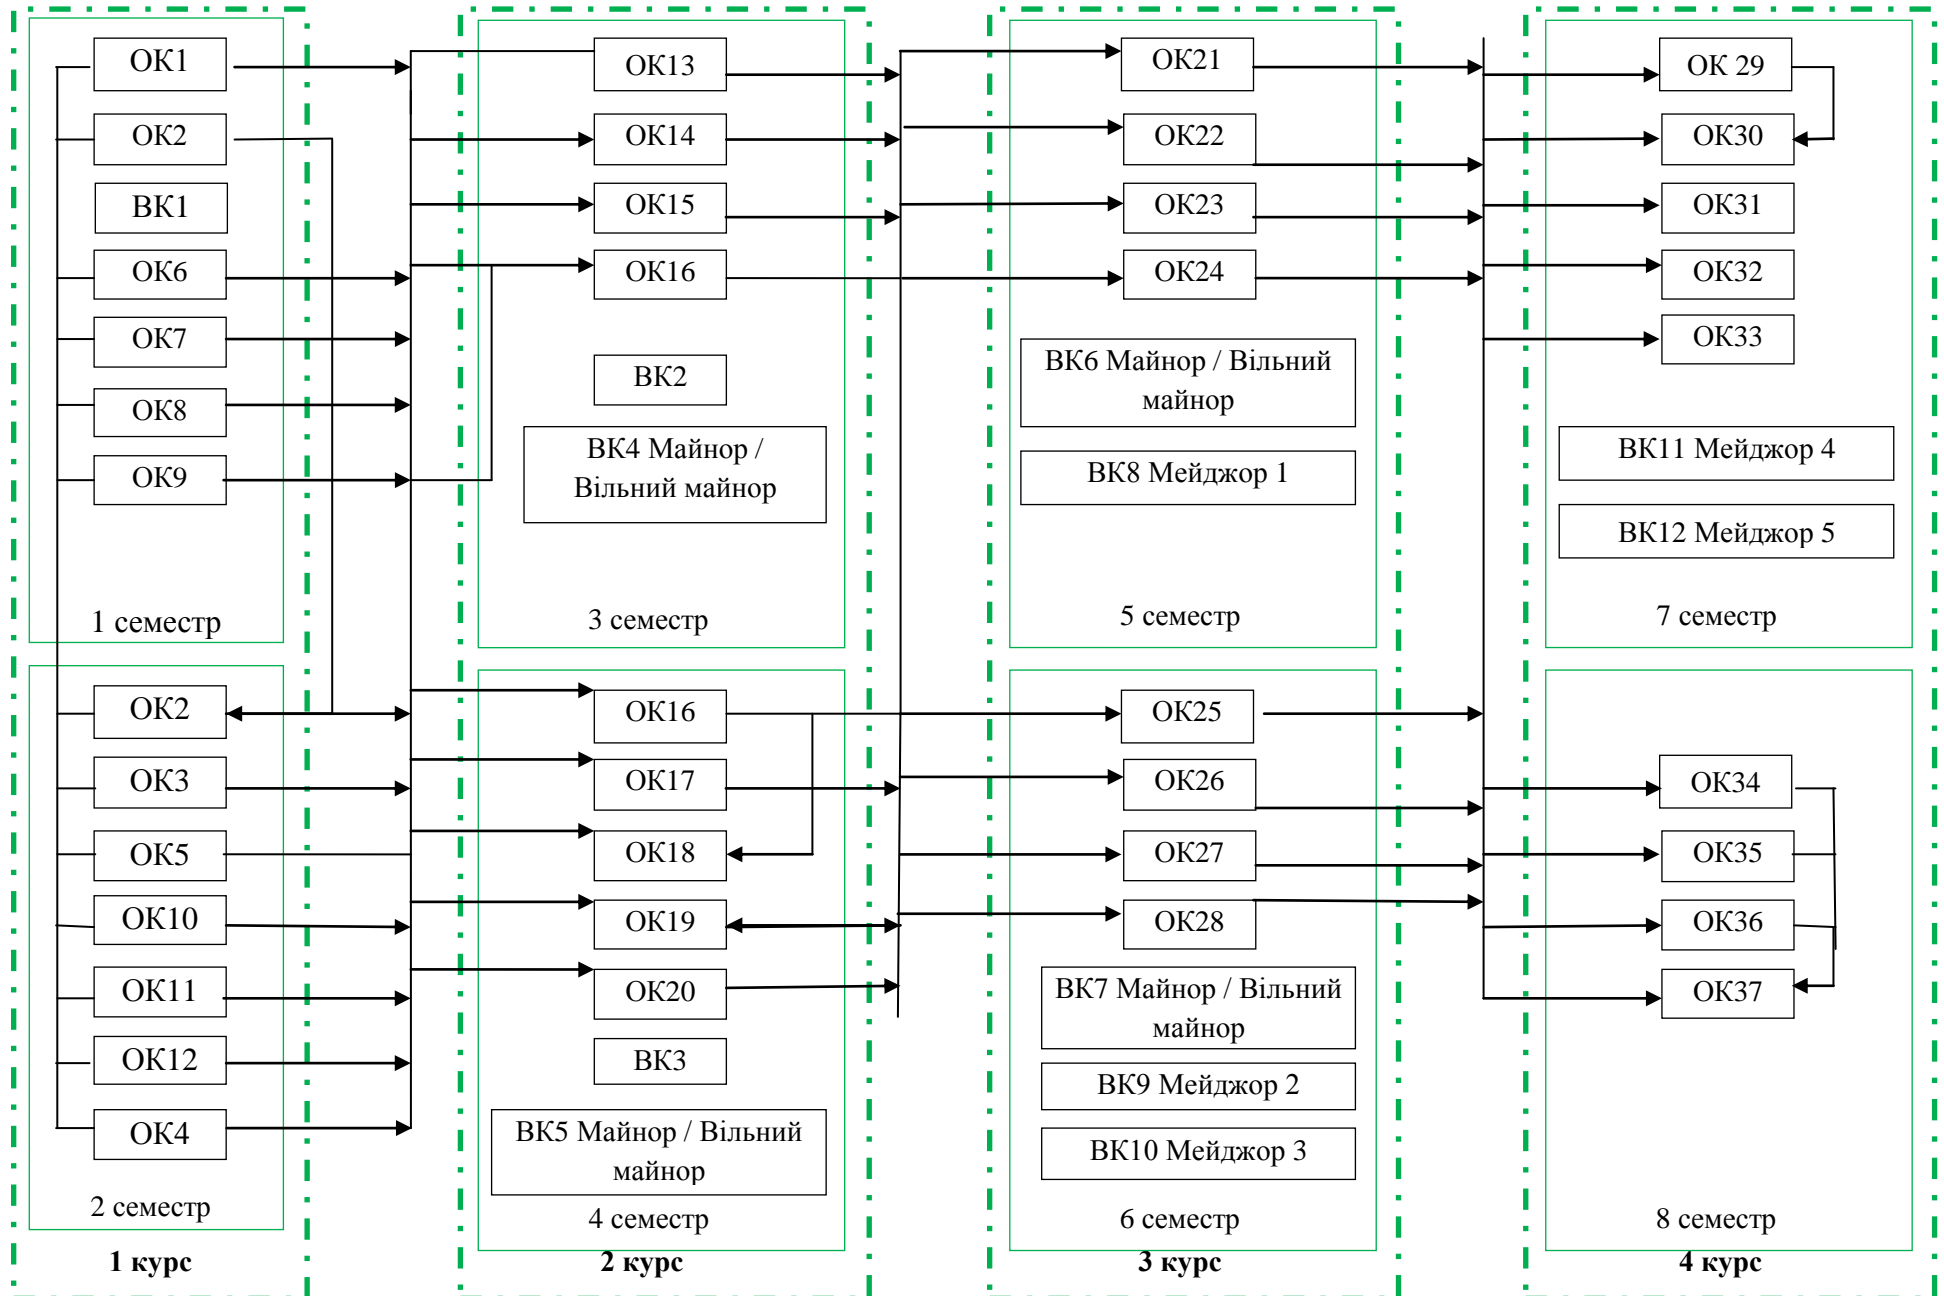 ОК1
ОК2
ВК1
ОК6
ОК7
ОК8
ОК9
1 семестр
ОК2
ОК3
ОК5
ОК10
ОК11
ОК12
ОК4
2 семестр
1 курс
ОК13
ОК14
ОК15
ОК16
ВК2
ВК4 Майнор /
Вільний майнор
3 семестр
ОК16
ОК17
ОК18
ОК19
ОК20
ВК3
ВК5 Майнор / Вільний
майнор
4 семестр
2 курс
ОК21
ОК22
ОК23
ОК24
ВК6 Майнор / Вільний
майнор
ВК8 Мейджор 1
5 семестр
ОК25
ОК26
ОК27
ОК28
ВК7 Майнор / Вільний
майнор
ВК9 Мейджор 2
ВК10 Мейджор 3
6 семестр
3 курс
ОК 29
ОК30
ОК31
ОК32
ОК33
ВК11 Мейджор 4
ВК12 Мейджор 5
7 семестр
ОК34
ОК35
ОК36
ОК37
8 семестр
4 курс